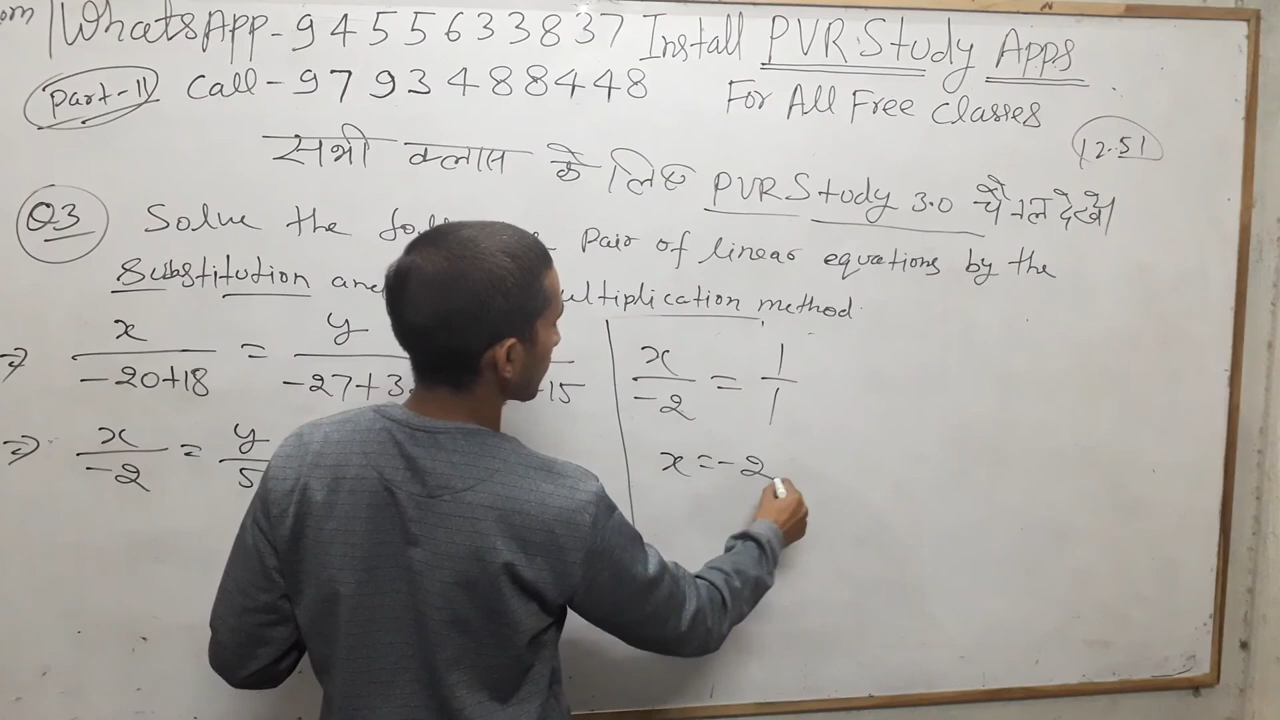 om | WhatsApp - 9455633837 Install PVR Study Apps
Part-11 Call - 9793488448 For All Free Classes
12.51
सभी क्लास के लिए PVR Study 3.0 चैनल देखें।
Q3 Solve the Pair of linear equations by the
Substitution and multiplication method
⇒ x/-20+18 = y/-27+3 15
x/-2 = 1/1
⇒ x/-2 = y/5
x = -2